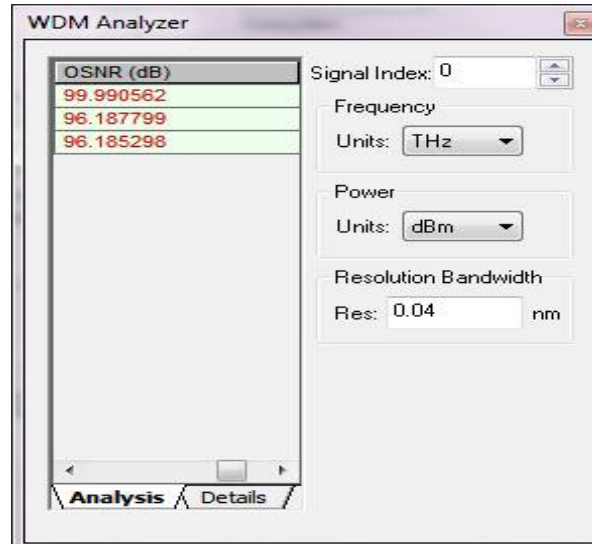 WDM Analyzer
OSNR (dB)
99.990562
96.187799
96.185298
Signal Index: 0
Frequency
Units: THz
Power
Units: dBm
Resolution Bandwidth
Res: 0.04 nm
Analysis Details